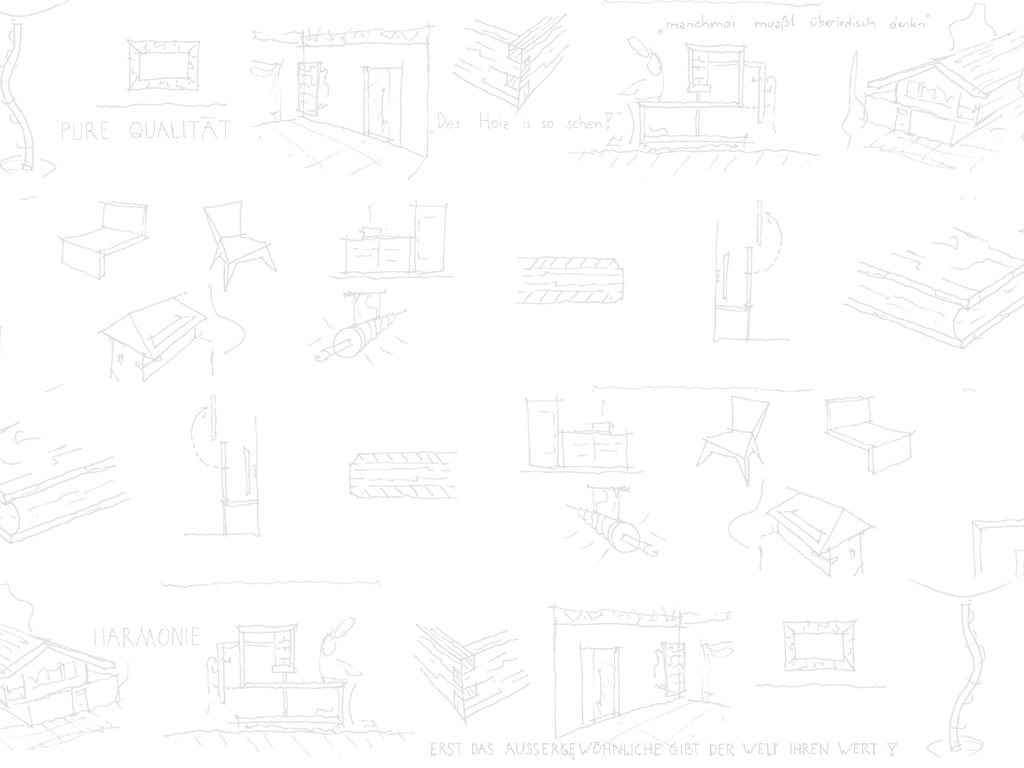 „manchmoi muaßt überirdisch denkn"
PURE QUALITÄT
„Des Hoiz is so schen!"
HARMONIE
ERST DAS AUSSERGEWÖHNLICHE GIBT DER WELT IHREN WERT !